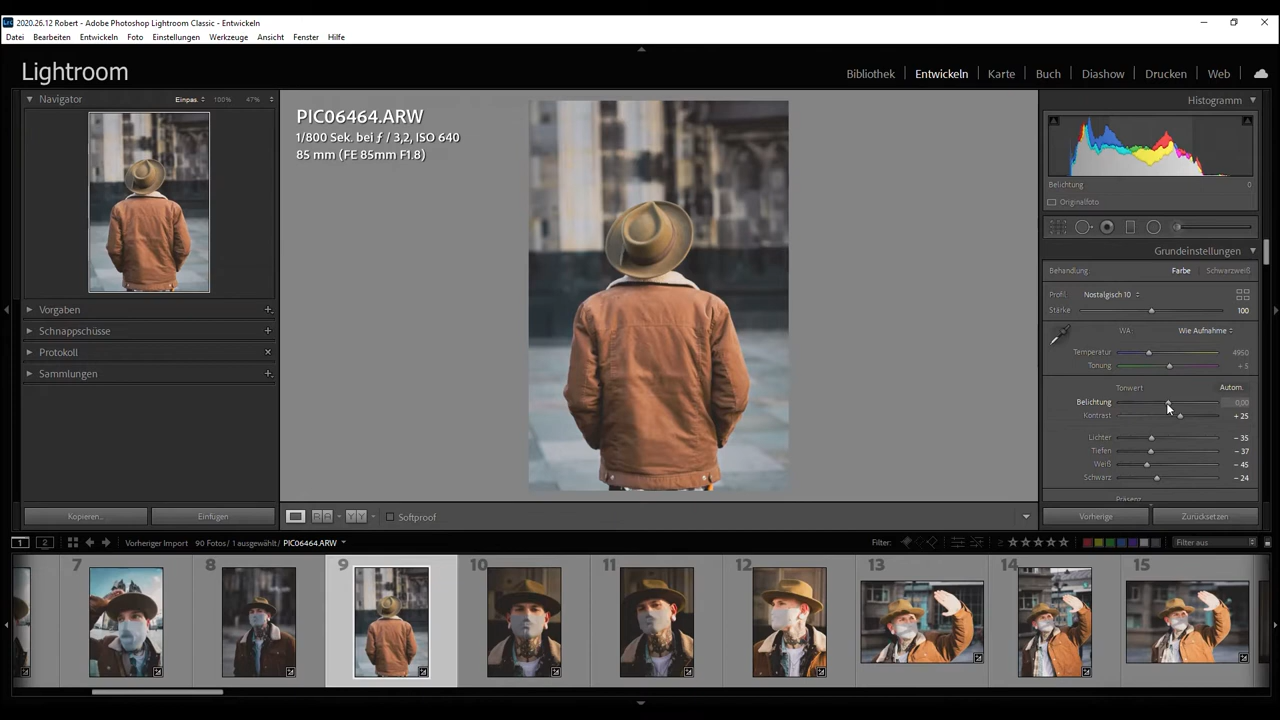 2020.26.12 Robert - Adobe Photoshop Lightroom Classic - Entwickeln
Datei Bearbeiten Entwickeln Foto Einstellungen Werkzeuge Ansicht Fenster Hilfe
Lightroom
Bibliothek Entwickeln Karte Buch Diashow Drucken Web
Navigator Einpas. 100% 47%
Vorgaben
Schnappschüsse
Protokoll
Sammlungen
Kopieren... Einfügen
PIC06464.ARW
1/800 Sek. bei ƒ / 3,2, ISO 640
85 mm (FE 85mm F1.8)
Softproof
Histogramm
Belichtung 0
Originalfoto
Grundeinstellungen
Behandlung: Farbe Schwarzweiß
Profil: Nostalgisch 10
Stärke 100
WA: Wie Aufnahme
Temperatur 4950
Tonung + 5
Tonwert Autom.
Belichtung 0,00
Kontrast + 25
Lichter − 35
Tiefen − 37
Weiß − 45
Schwarz − 24
Präsenz
Vorherige Zurücksetzen
1 2 Vorheriger Import 90 Fotos/ 1 ausgewählt/ PIC06464.ARW Filter: Filter aus
7 8 9 10 11 12 13 14 15